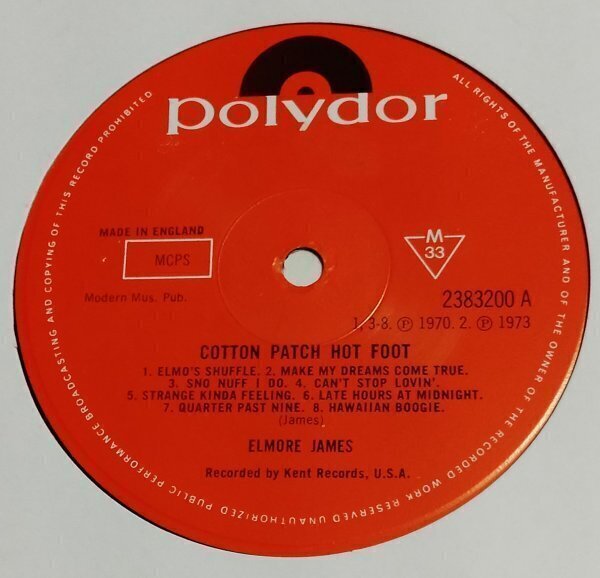 polydor
ALL RIGHTS OF THE MANUFACTURER AND OF THE OWNER OF THE RECORDED WORK RESERVED UNAUTHORIZED PUBLIC PERFORMANCE BROADCASTING AND COPYING OF THIS RECORD PROHIBITED
MADE IN ENGLAND
MCPS
Modern Mus. Pub.
M
33
2383200 A
1, 3-8. ℗ 1970. 2. ℗ 1973
COTTON PATCH HOT FOOT
1. ELMO'S SHUFFLE. 2. MAKE MY DREAMS COME TRUE.
3. SNO NUFF I DO. 4. CAN'T STOP LOVIN'.
5. STRANGE KINDA FEELING. 6. LATE HOURS AT MIDNIGHT.
7. QUARTER PAST NINE. 8. HAWAIIAN BOOGIE.
(James)
ELMORE JAMES
Recorded by Kent Records, U.S.A.